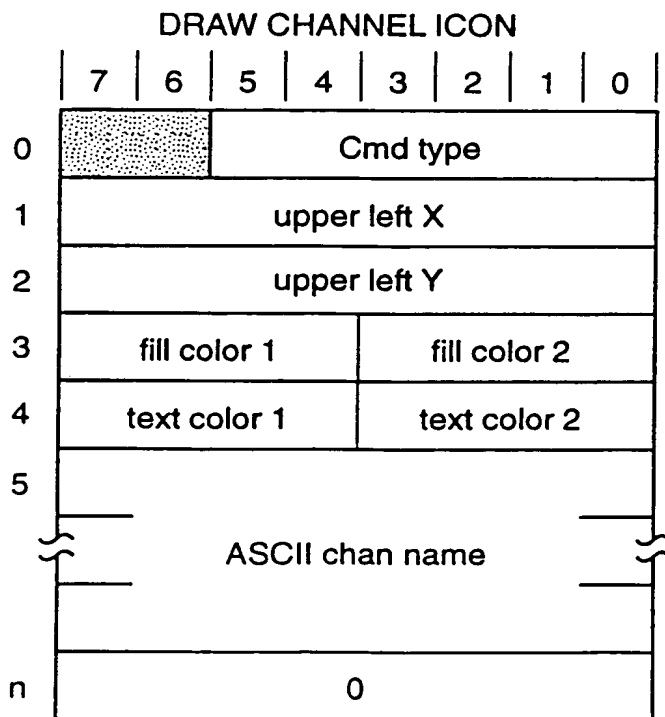 DRAW CHANNEL ICON
7 6 5 4 3 2 1 0
0 Cmd type
1 upper left X
2 upper left Y
3 fill color 1 fill color 2
4 text color 1 text color 2
5
ASCII chan name
n 0